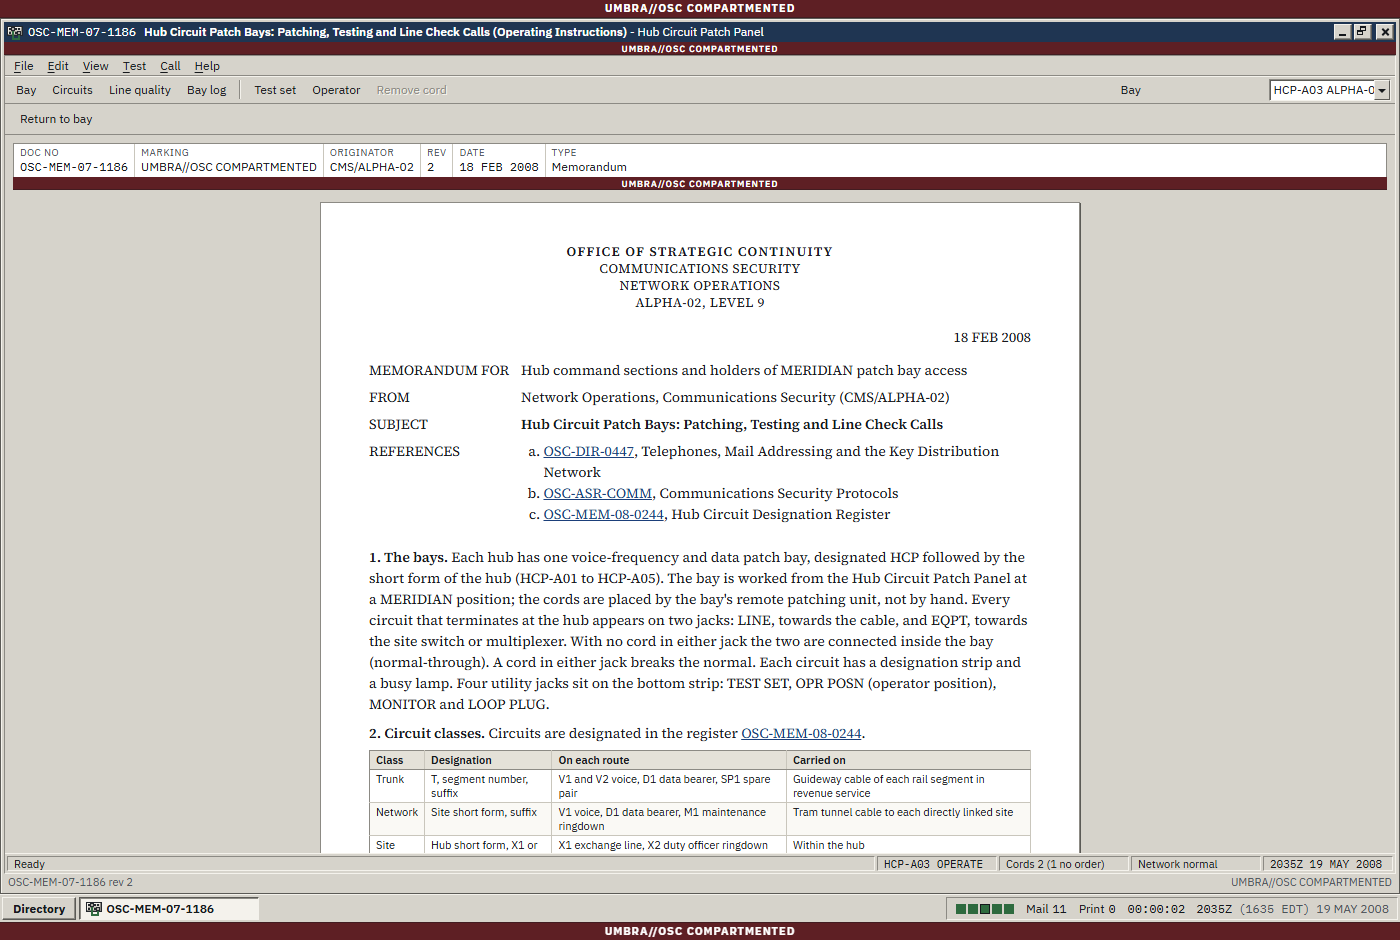 UMBRA//OSC COMPARTMENTED
OSC-MEM-07-1186 Hub Circuit Patch Bays: Patching, Testing and Line Check Calls (Operating Instructions) - Hub Circuit Patch Panel
UMBRA//OSC COMPARTMENTED
File Edit View Test Call Help
Bay Circuits Line quality Bay log Test set Operator Remove cord Bay HCP-A03 ALPHA-0
Return to bay
DOC NO MARKING ORIGINATOR REV DATE TYPE
OSC-MEM-07-1186 UMBRA//OSC COMPARTMENTED CMS/ALPHA-02 2 18 FEB 2008 Memorandum
UMBRA//OSC COMPARTMENTED
OFFICE OF STRATEGIC CONTINUITY
COMMUNICATIONS SECURITY
NETWORK OPERATIONS
ALPHA-02, LEVEL 9
18 FEB 2008
MEMORANDUM FOR Hub command sections and holders of MERIDIAN patch bay access
FROM Network Operations, Communications Security (CMS/ALPHA-02)
SUBJECT Hub Circuit Patch Bays: Patching, Testing and Line Check Calls
REFERENCES a. OSC-DIR-0447, Telephones, Mail Addressing and the Key Distribution
Network
b. OSC-ASR-COMM, Communications Security Protocols
c. OSC-MEM-08-0244, Hub Circuit Designation Register
1. The bays. Each hub has one voice-frequency and data patch bay, designated HCP followed by the
short form of the hub (HCP-A01 to HCP-A05). The bay is worked from the Hub Circuit Patch Panel at
a MERIDIAN position; the cords are placed by the bay's remote patching unit, not by hand. Every
circuit that terminates at the hub appears on two jacks: LINE, towards the cable, and EQPT, towards
the site switch or multiplexer. With no cord in either jack the two are connected inside the bay
(normal-through). A cord in either jack breaks the normal. Each circuit has a designation strip and
a busy lamp. Four utility jacks sit on the bottom strip: TEST SET, OPR POSN (operator position),
MONITOR and LOOP PLUG.
2. Circuit classes. Circuits are designated in the register OSC-MEM-08-0244.
Class Designation On each route Carried on
Trunk T, segment number, V1 and V2 voice, D1 data bearer, SP1 spare Guideway cable of each rail segment in
suffix pair revenue service
Network Site short form, suffix V1 voice, D1 data bearer, M1 maintenance Tram tunnel cable to each directly linked site
ringdown
Site Hub short form, X1 or X1 exchange line, X2 duty officer ringdown Within the hub
Ready HCP-A03 OPERATE Cords 2 (1 no order) Network normal 2035Z 19 MAY 2008
OSC-MEM-07-1186 rev 2 UMBRA//OSC COMPARTMENTED
Directory OSC-MEM-07-1186 Mail 11 Print 0 00:00:02 2035Z (1635 EDT) 19 MAY 2008
UMBRA//OSC COMPARTMENTED